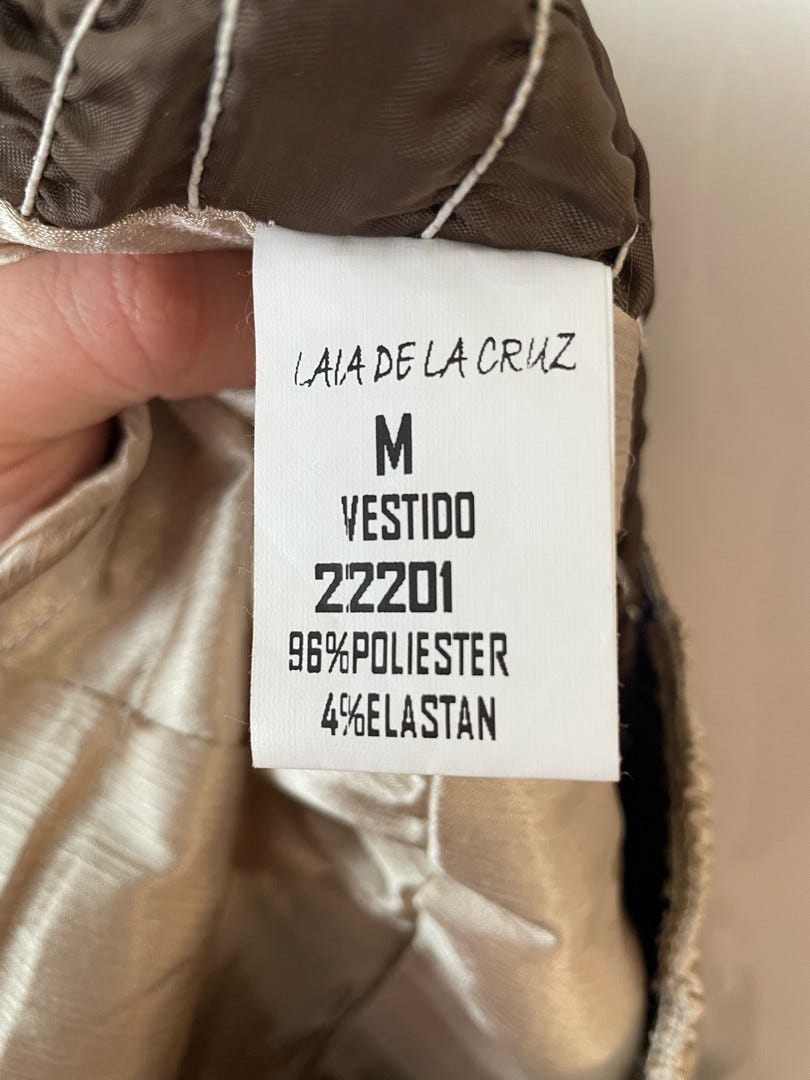 LAIA DE LA CRUZ
M
VESTIDO
22201
96%POLIESTER
4%ELASTAN